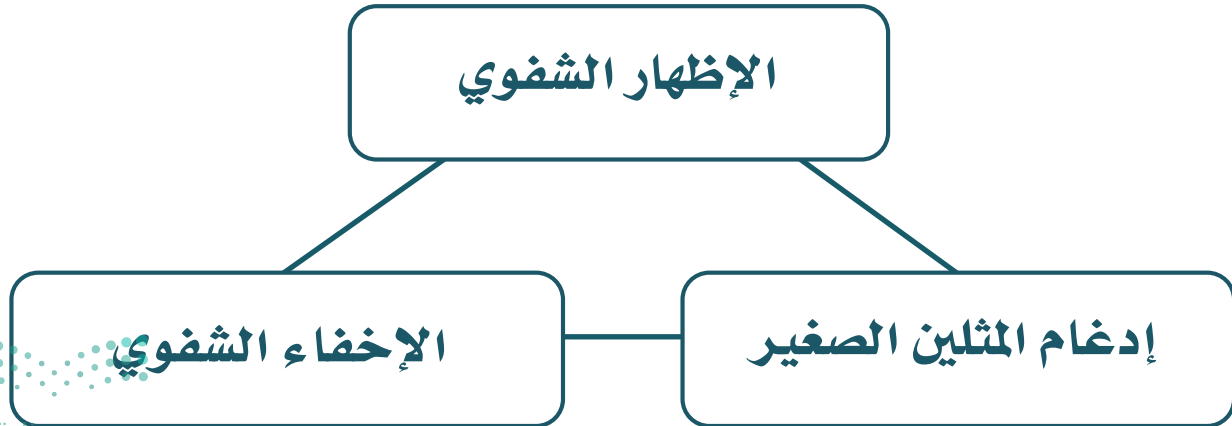 الإظهار الشفوي
إدغام المثلين الصغير
الإخفاء الشفوي